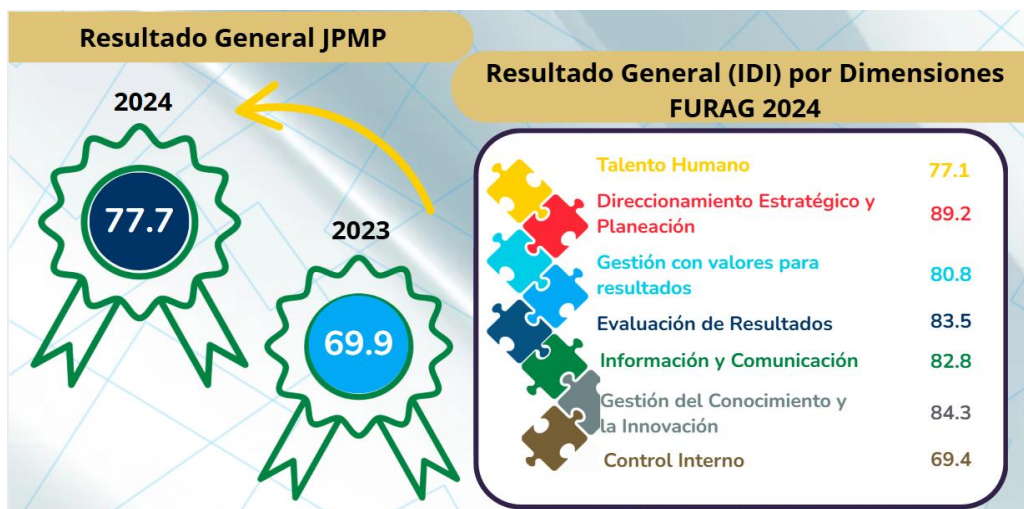 Resultado General JPMP
2024
77.7
2023
69.9
Resultado General (IDI) por Dimensiones
FURAG 2024
Talento Humano 77.1
Direccionamiento Estratégico y
Planeación 89.2
Gestión con valores para
resultados 80.8
Evaluación de Resultados 83.5
Información y Comunicación 82.8
Gestión del Conocimiento y
la Innovación 84.3
Control Interno 69.4